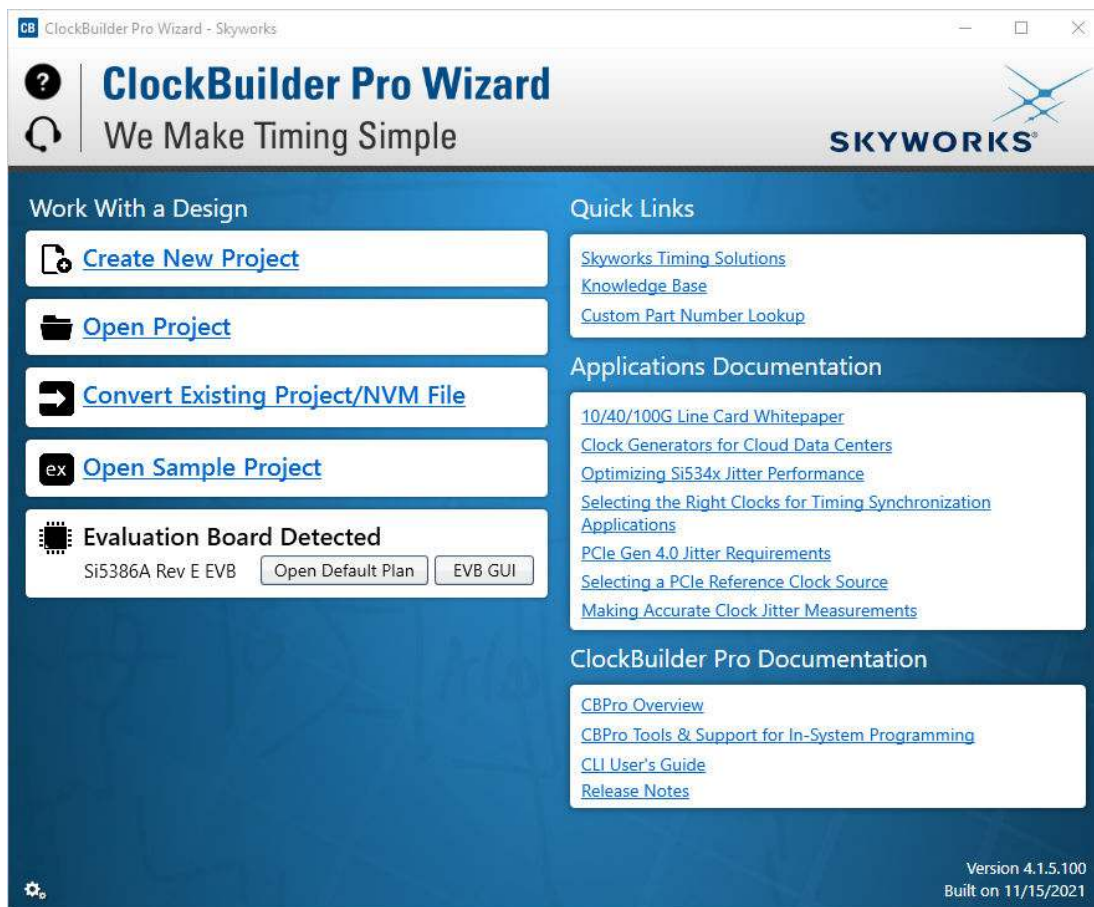 CB ClockBuilder Pro Wizard - Skyworks
?
ClockBuilder Pro Wizard
We Make Timing Simple
SKYWORKS®
Work With a Design
Create New Project
Open Project
Convert Existing Project/NVM File
ex Open Sample Project
Evaluation Board Detected
Si5386A Rev E EVB Open Default Plan EVB GUI
Quick Links
Skyworks Timing Solutions
Knowledge Base
Custom Part Number Lookup
Applications Documentation
10/40/100G Line Card Whitepaper
Clock Generators for Cloud Data Centers
Optimizing Si534x Jitter Performance
Selecting the Right Clocks for Timing Synchronization
Applications
PCIe Gen 4.0 Jitter Requirements
Selecting a PCIe Reference Clock Source
Making Accurate Clock Jitter Measurements
ClockBuilder Pro Documentation
CBPro Overview
CBPro Tools & Support for In-System Programming
CLI User's Guide
Release Notes
Version 4.1.5.100
Built on 11/15/2021